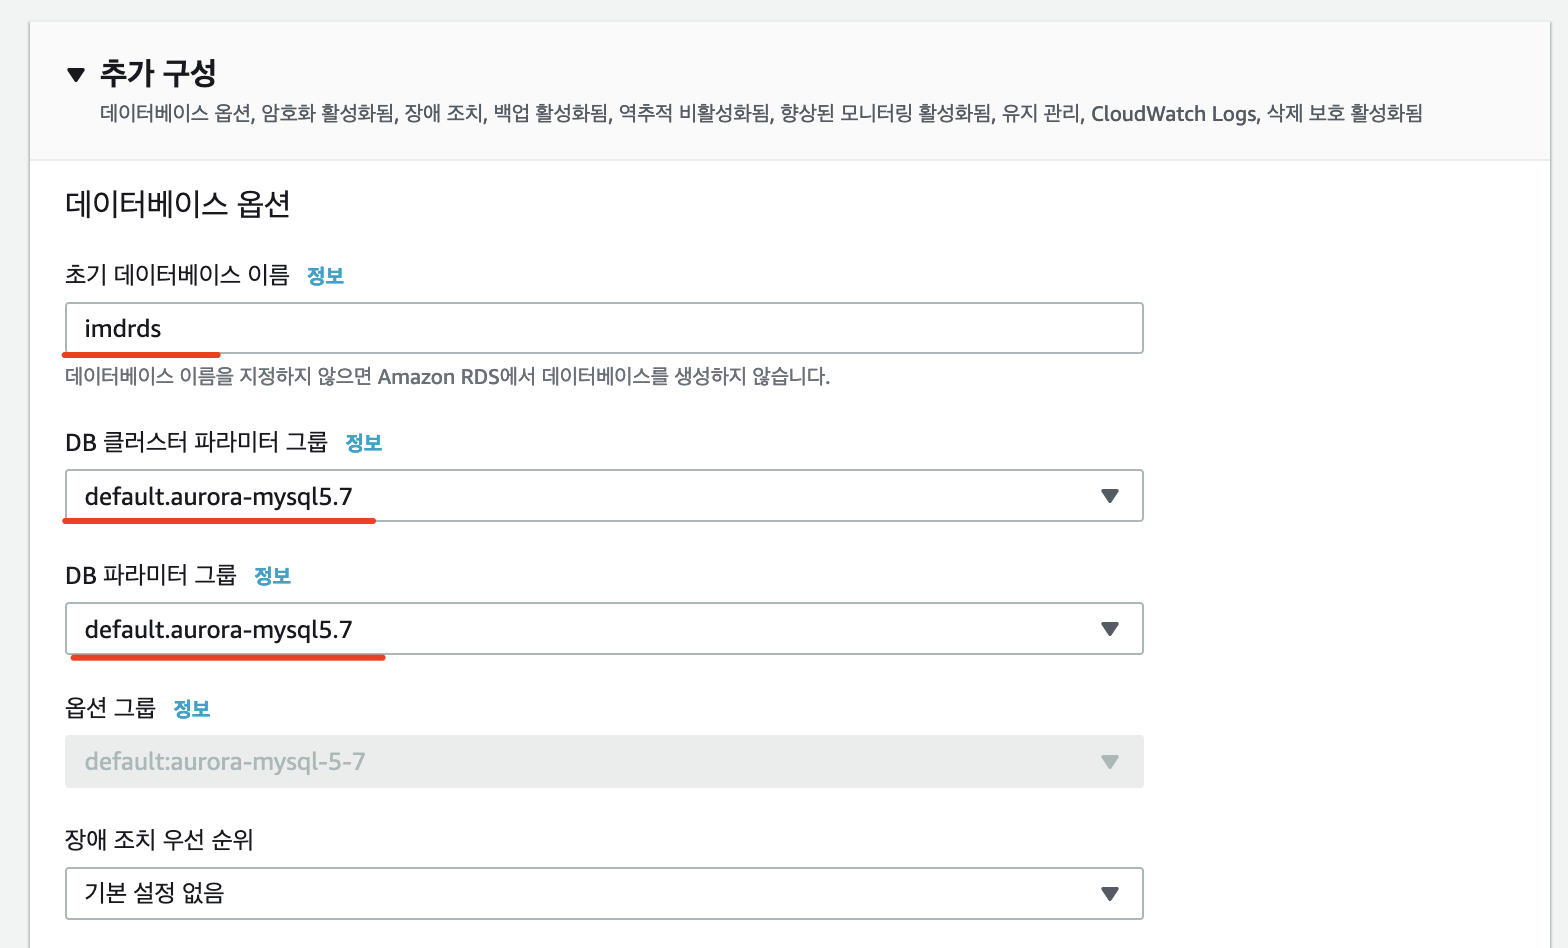 추가 구성
데이터베이스 옵션, 암호화 활성화됨, 장애 조치, 백업 활성화됨, 역추적 비활성화됨, 향상된 모니터링 활성화됨, 유지 관리, CloudWatch Logs, 삭제 보호 활성화됨
데이터베이스 옵션
초기 데이터베이스 이름 정보
imdrds
데이터베이스 이름을 지정하지 않으면 Amazon RDS에서 데이터베이스를 생성하지 않습니다.
DB 클러스터 파라미터 그룹 정보
default.aurora-mysql5.7
DB 파라미터 그룹 정보
default.aurora-mysql5.7
옵션 그룹 정보
default:aurora-mysql-5-7
장애 조치 우선 순위
기본 설정 없음